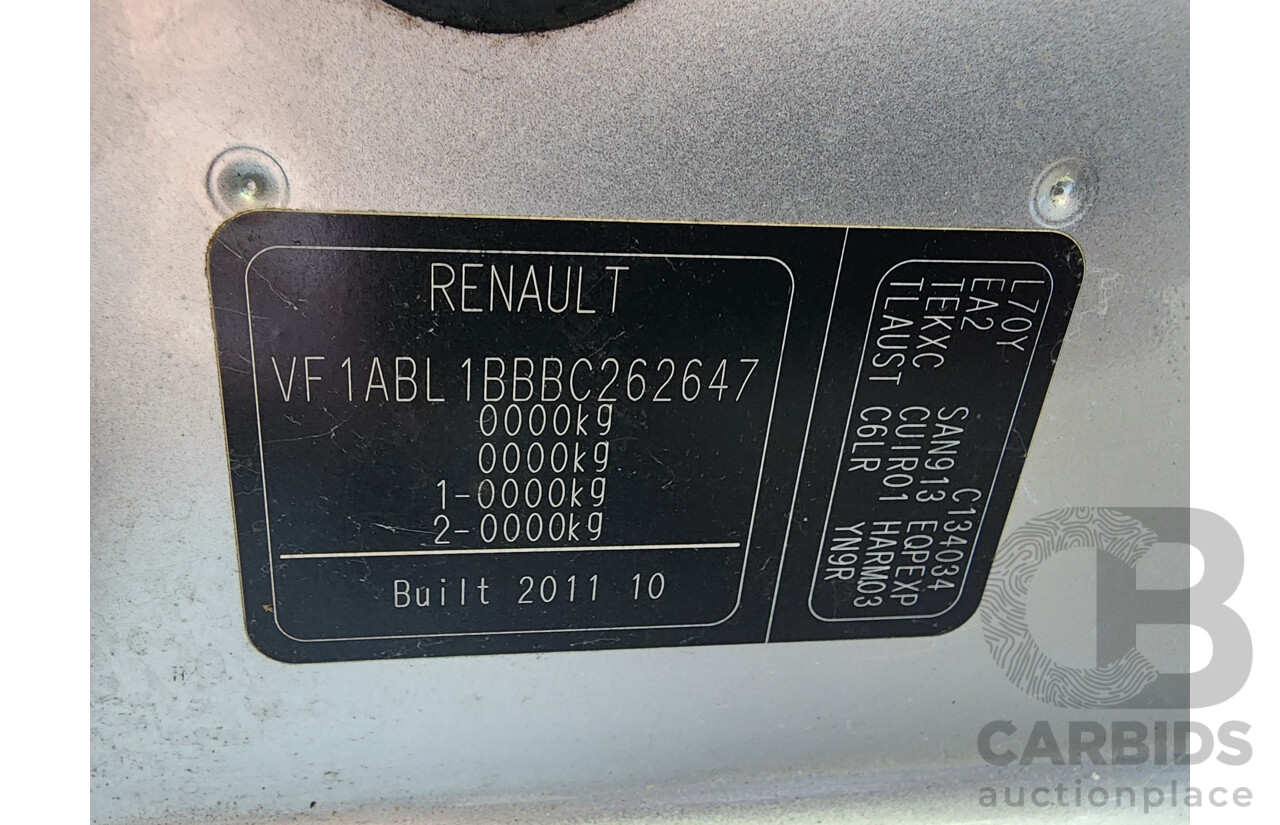 RENAULT
VF1ABL1BBBC262647
0000kg
0000kg
1-0000kg
2-0000kg
Built 2011 10
L70Y C134034
EA2 SAN913 EQPEXP
TEKXC CUIR01 HARM03
TLAUST C6LR YN9R
CB
CARBIDS
auctionplace